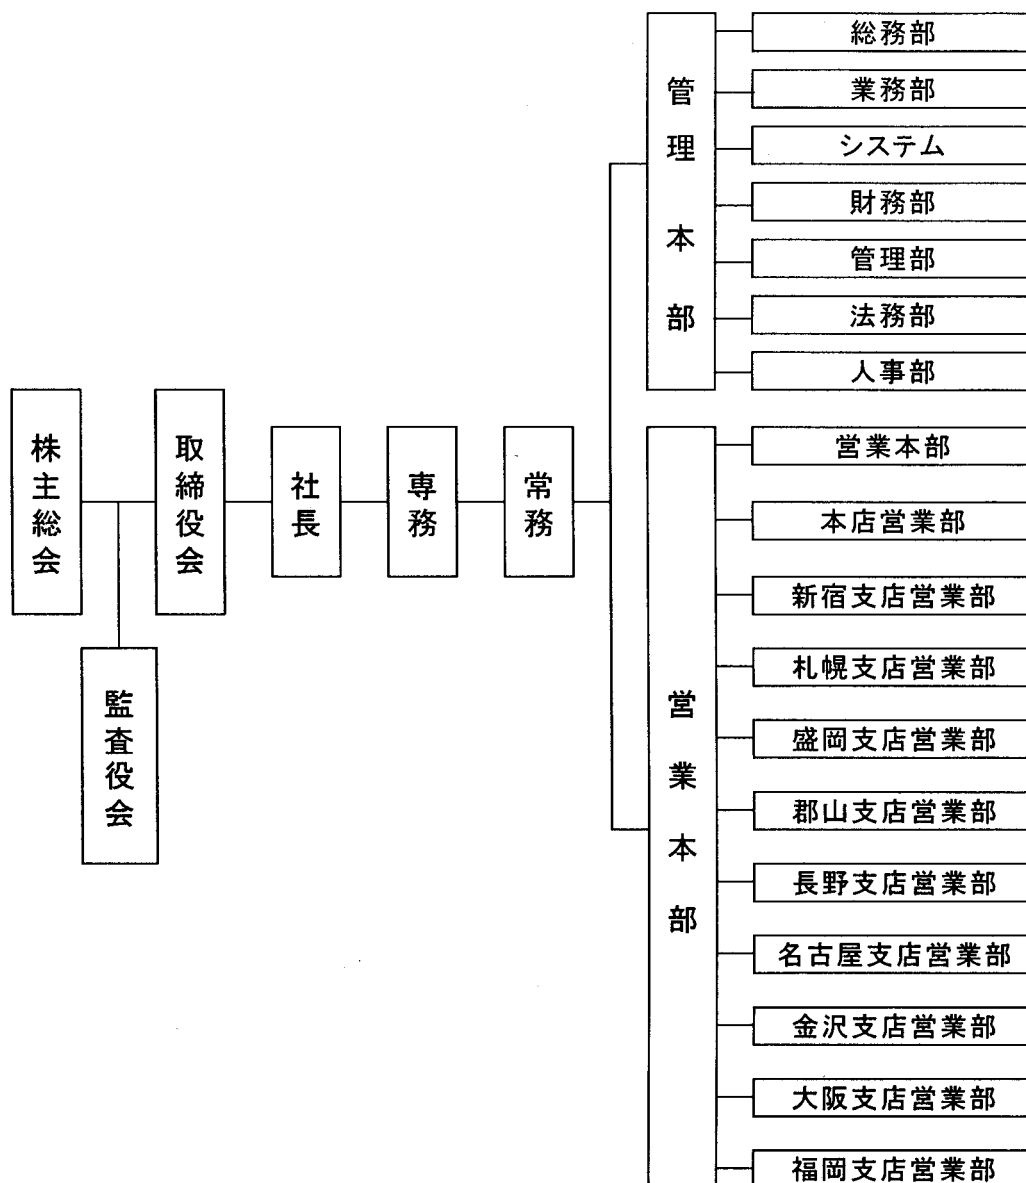 株主総会
監査役会
取締役会
社長
専務
常務
管理本部
総務部
業務部
システム
財務部
管理部
法務部
人事部
営業本部
営業本部
本店営業部
新宿支店営業部
札幌支店営業部
盛岡支店営業部
郡山支店営業部
長野支店営業部
名古屋支店営業部
金沢支店営業部
大阪支店営業部
福岡支店営業部